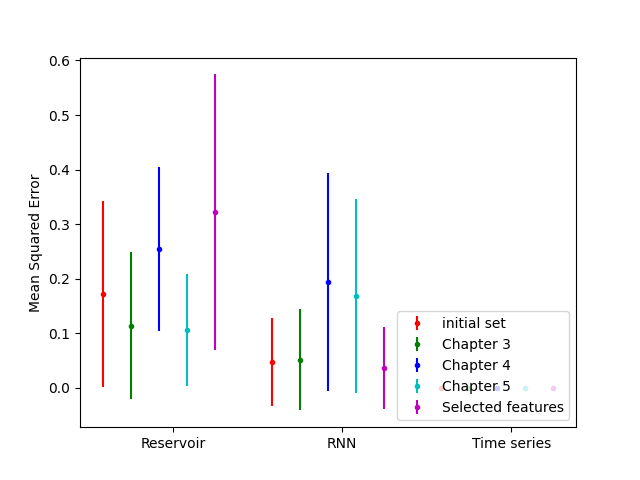 0.6
0.5
0.4
0.3
0.2
0.1
0.0
Mean Squared Error
initial set
Chapter 3
Chapter 4
Chapter 5
Selected features
Reservoir
RNN
Time series